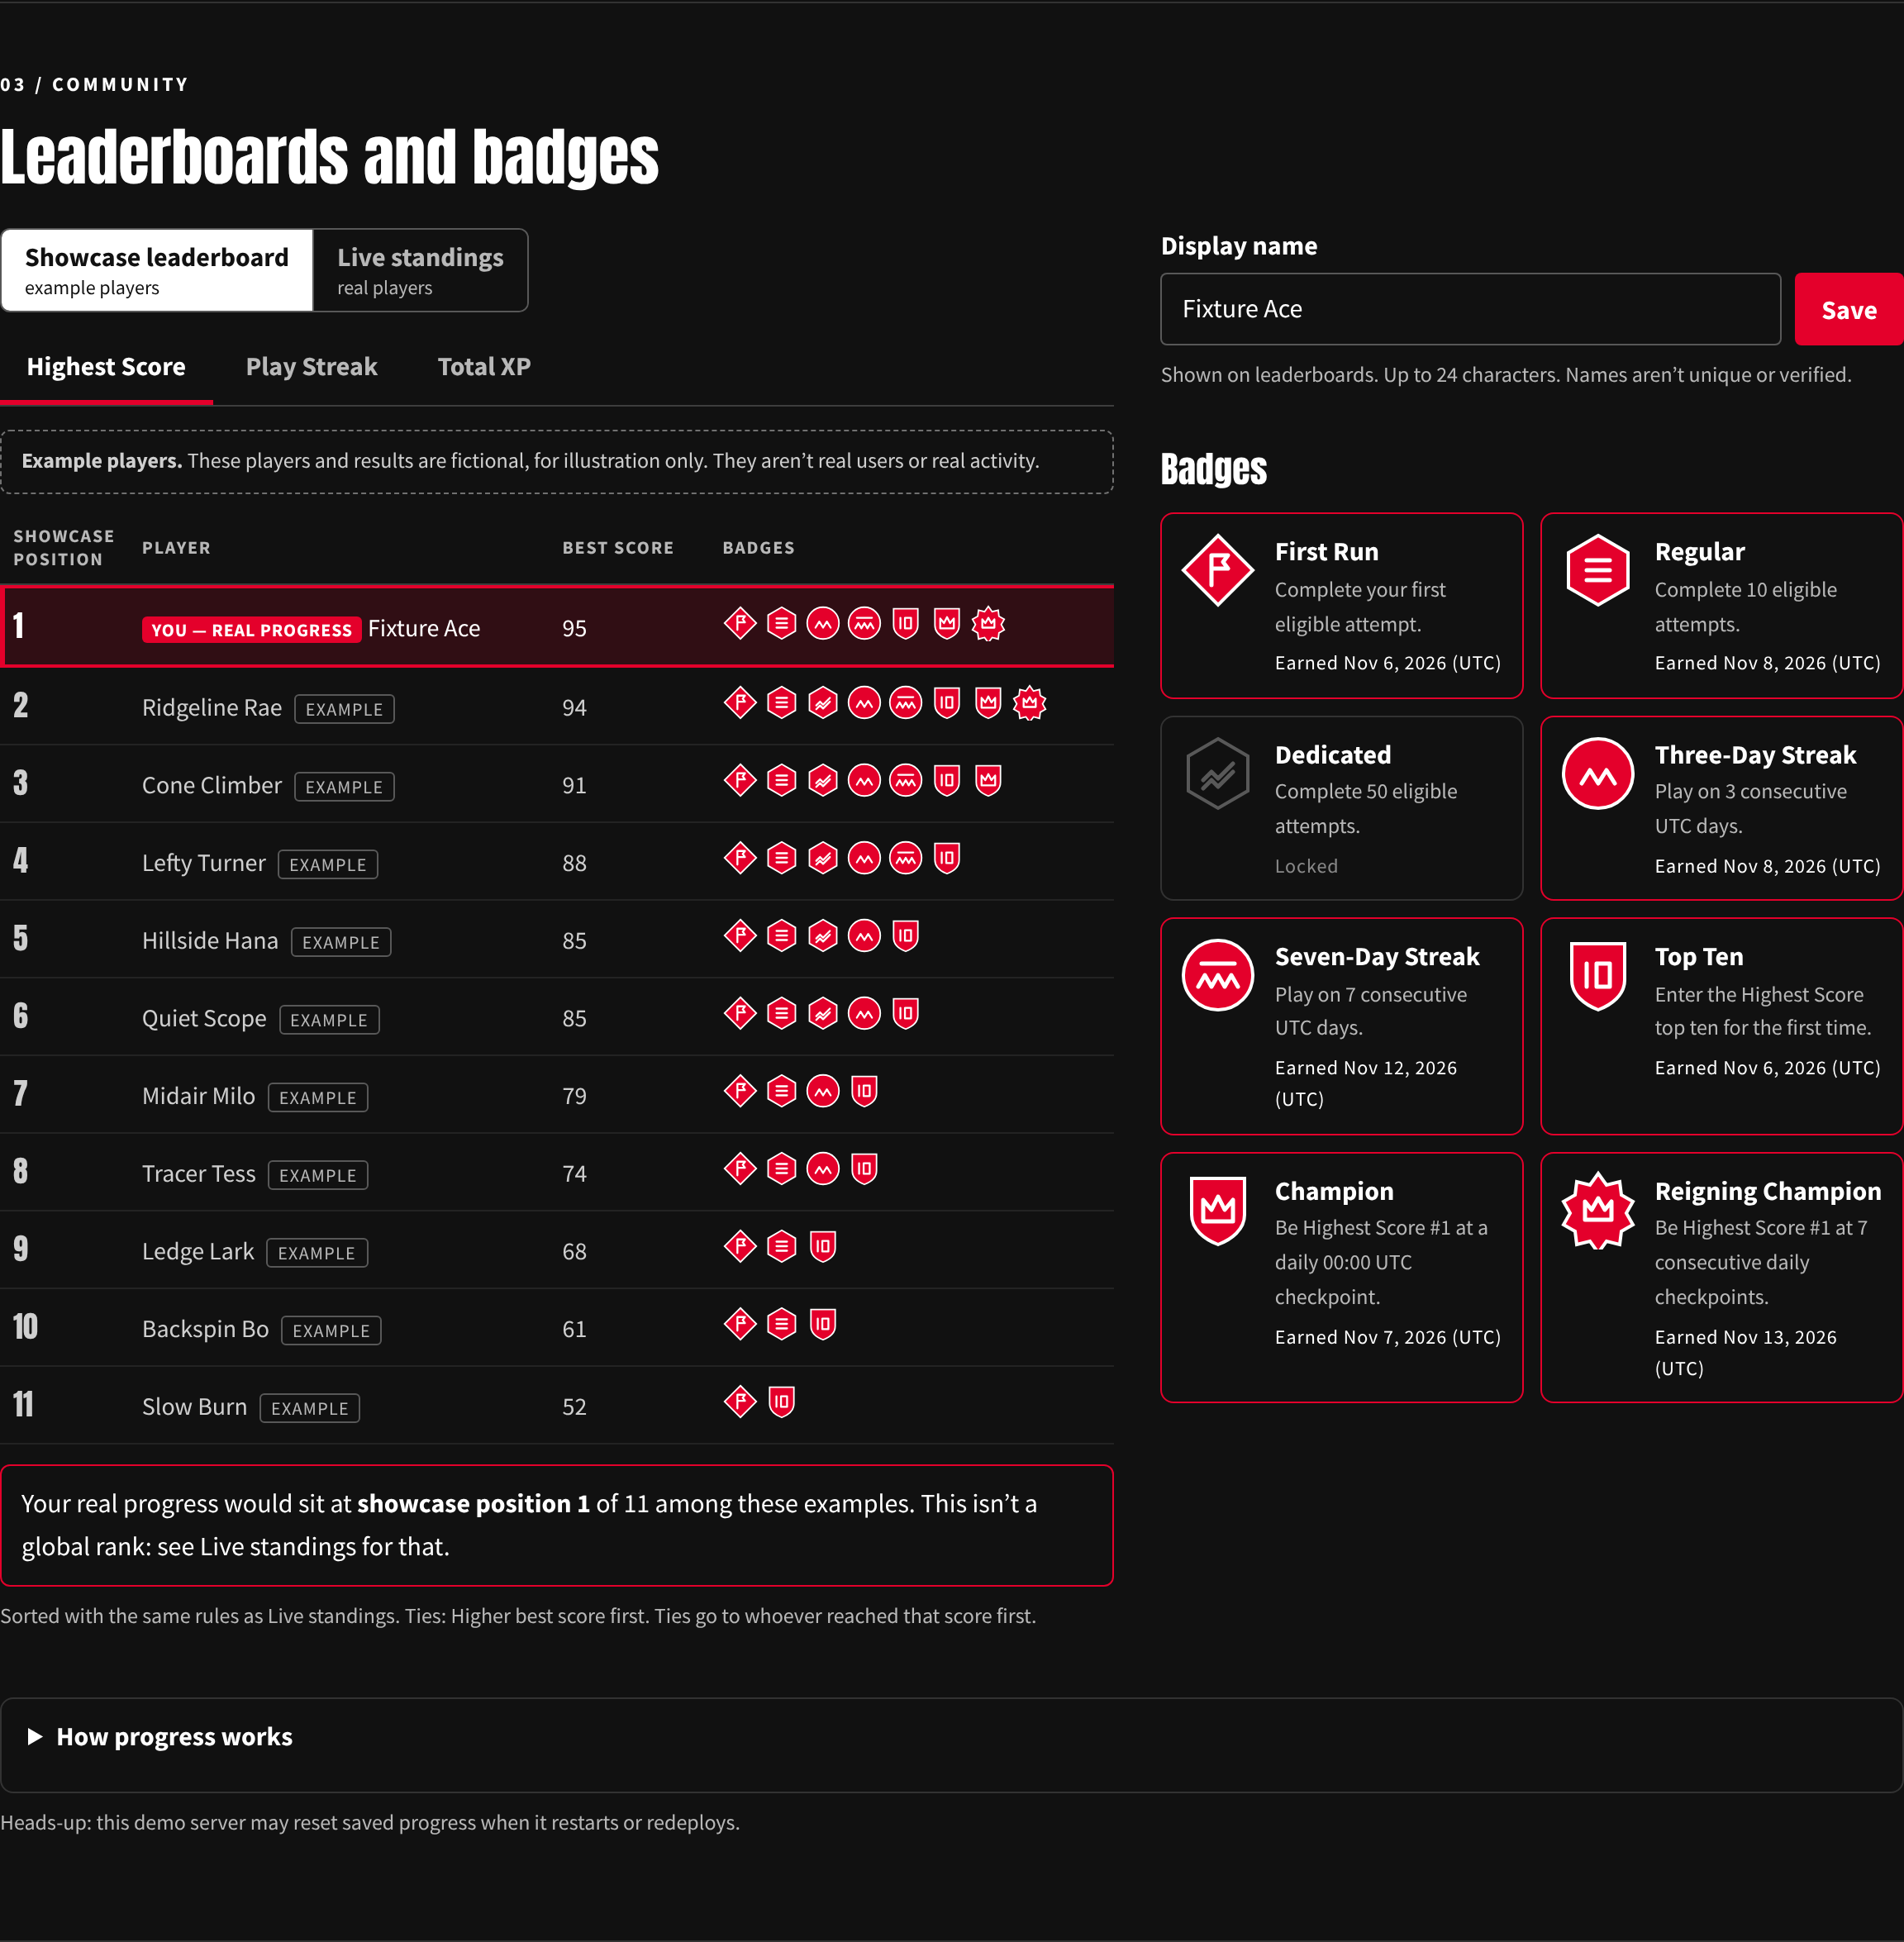 03 / COMMUNITY
Leaderboards and badges
Showcase leaderboard
example players
Live standings
real players
Highest Score
Play Streak
Total XP
Example players. These players and results are fictional, for illustration only. They aren’t real users or real activity.
SHOWCASE
POSITION
PLAYER
BEST SCORE
BADGES
1 YOU — REAL PROGRESS Fixture Ace 95 10
2 Ridgeline Rae EXAMPLE 94 10
3 Cone Climber EXAMPLE 91 10
4 Lefty Turner EXAMPLE 88 10
5 Hillside Hana EXAMPLE 85 10
6 Quiet Scope EXAMPLE 85 10
7 Midair Milo EXAMPLE 79 10
8 Tracer Tess EXAMPLE 74 10
9 Ledge Lark EXAMPLE 68 10
10 Backspin Bo EXAMPLE 61 10
11 Slow Burn EXAMPLE 52 10
Your real progress would sit at showcase position 1 of 11 among these examples. This isn’t a
global rank: see Live standings for that.
Sorted with the same rules as Live standings. Ties: Higher best score first. Ties go to whoever reached that score first.
Display name
Fixture Ace
Save
Shown on leaderboards. Up to 24 characters. Names aren’t unique or verified.
Badges
First Run
Complete your first
eligible attempt.
Earned Nov 6, 2026 (UTC)
Regular
Complete 10 eligible
attempts.
Earned Nov 8, 2026 (UTC)
Dedicated
Complete 50 eligible
attempts.
Locked
Three-Day Streak
Play on 3 consecutive
UTC days.
Earned Nov 8, 2026 (UTC)
Seven-Day Streak
Play on 7 consecutive
UTC days.
Earned Nov 12, 2026
(UTC)
10
Top Ten
Enter the Highest Score
top ten for the first time.
Earned Nov 6, 2026 (UTC)
Champion
Be Highest Score #1 at a
daily 00:00 UTC
checkpoint.
Earned Nov 7, 2026 (UTC)
Reigning Champion
Be Highest Score #1 at 7
consecutive daily
checkpoints.
Earned Nov 13, 2026
(UTC)
How progress works
Heads-up: this demo server may reset saved progress when it restarts or redeploys.